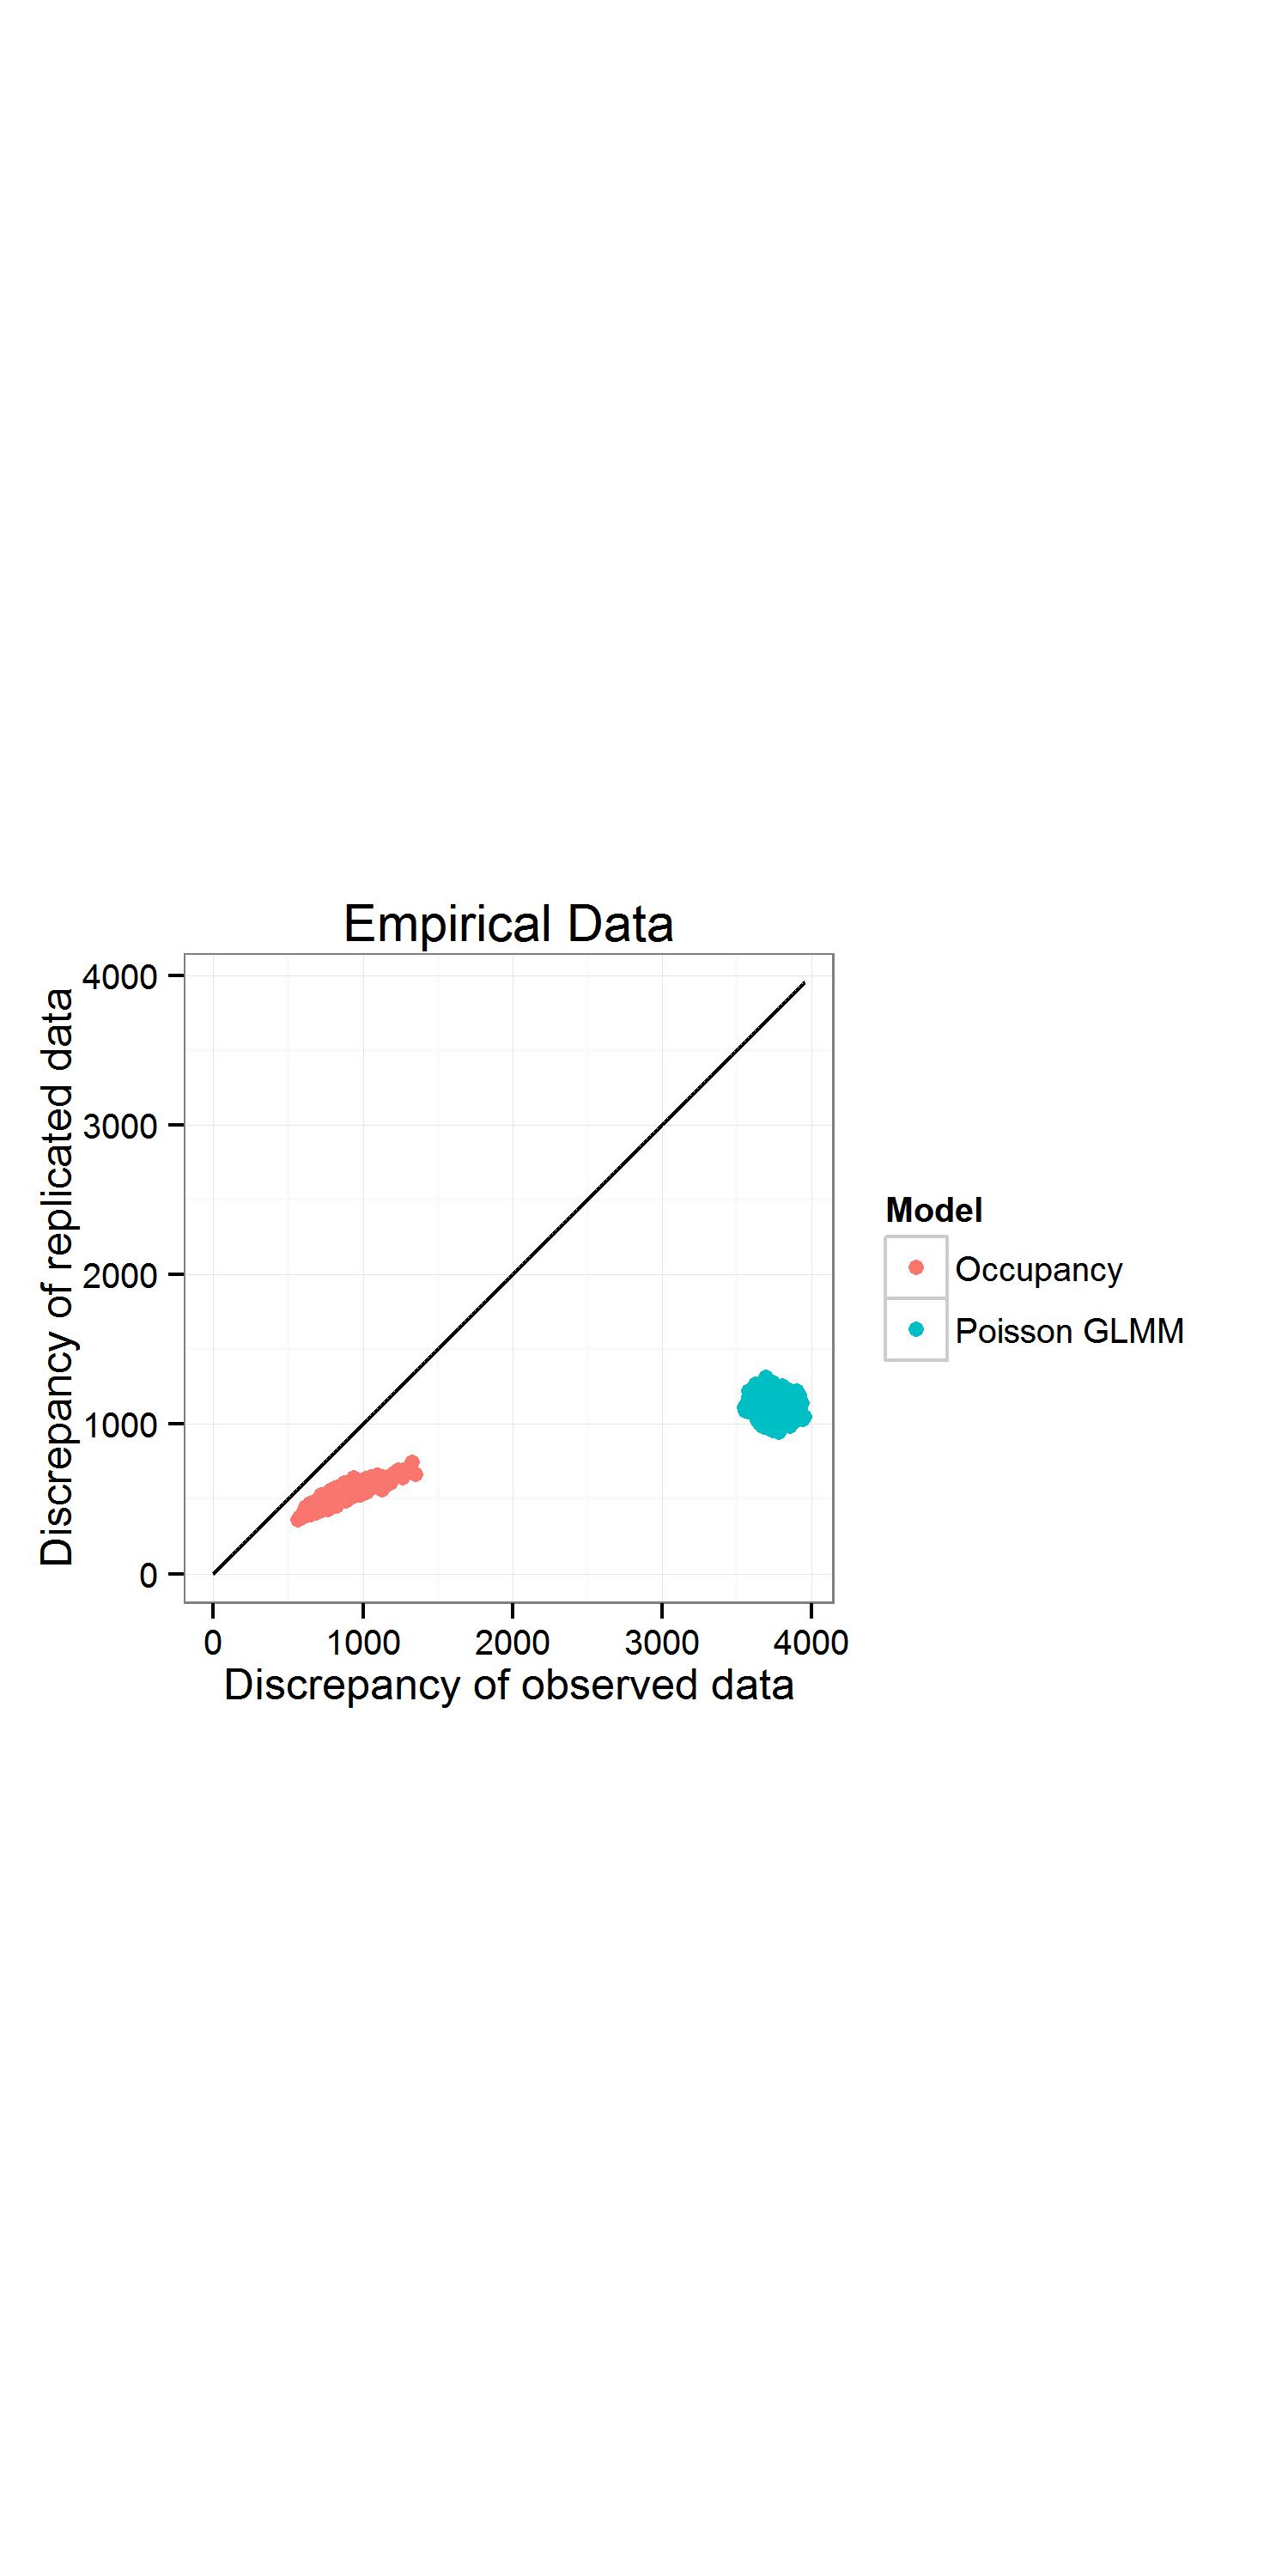 Empirical Data
Discrepancy of replicated data
4000
3000
2000
1000
0
0 1000 2000 3000 4000
Discrepancy of observed data
Model
Occupancy
Poisson GLMM